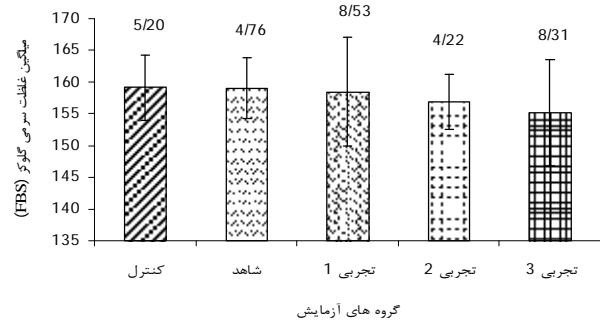 میانگین غلظت سرمی گلوکز (FBS)
170
165
160
155
150
145
140
135
5/20
4/76
8/53
4/22
8/31
کنترل
شاهد
تجربی 1
تجربی 2
تجربی 3
گروه های آزمایش